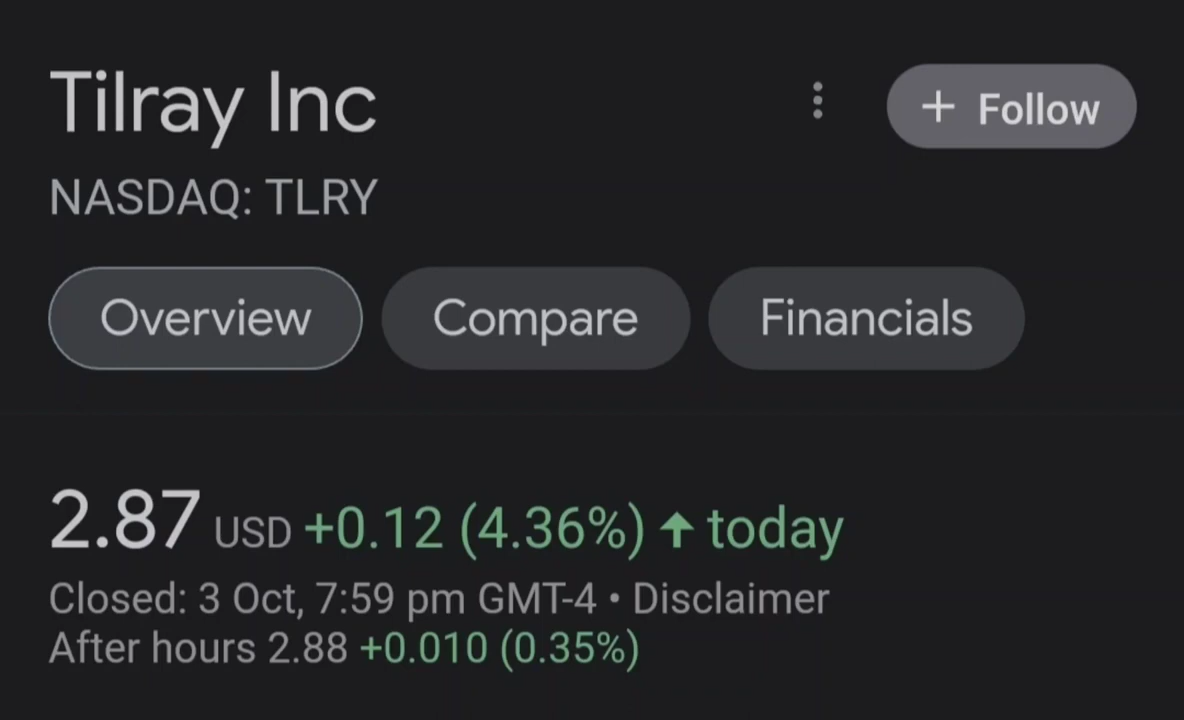 Tilray Inc
+ Follow
NASDAQ: TLRY
Overview Compare Financials
2.87 USD +0.12 (4.36%) ↑ today
Closed: 3 Oct, 7:59 pm GMT-4 • Disclaimer
After hours 2.88 +0.010 (0.35%)